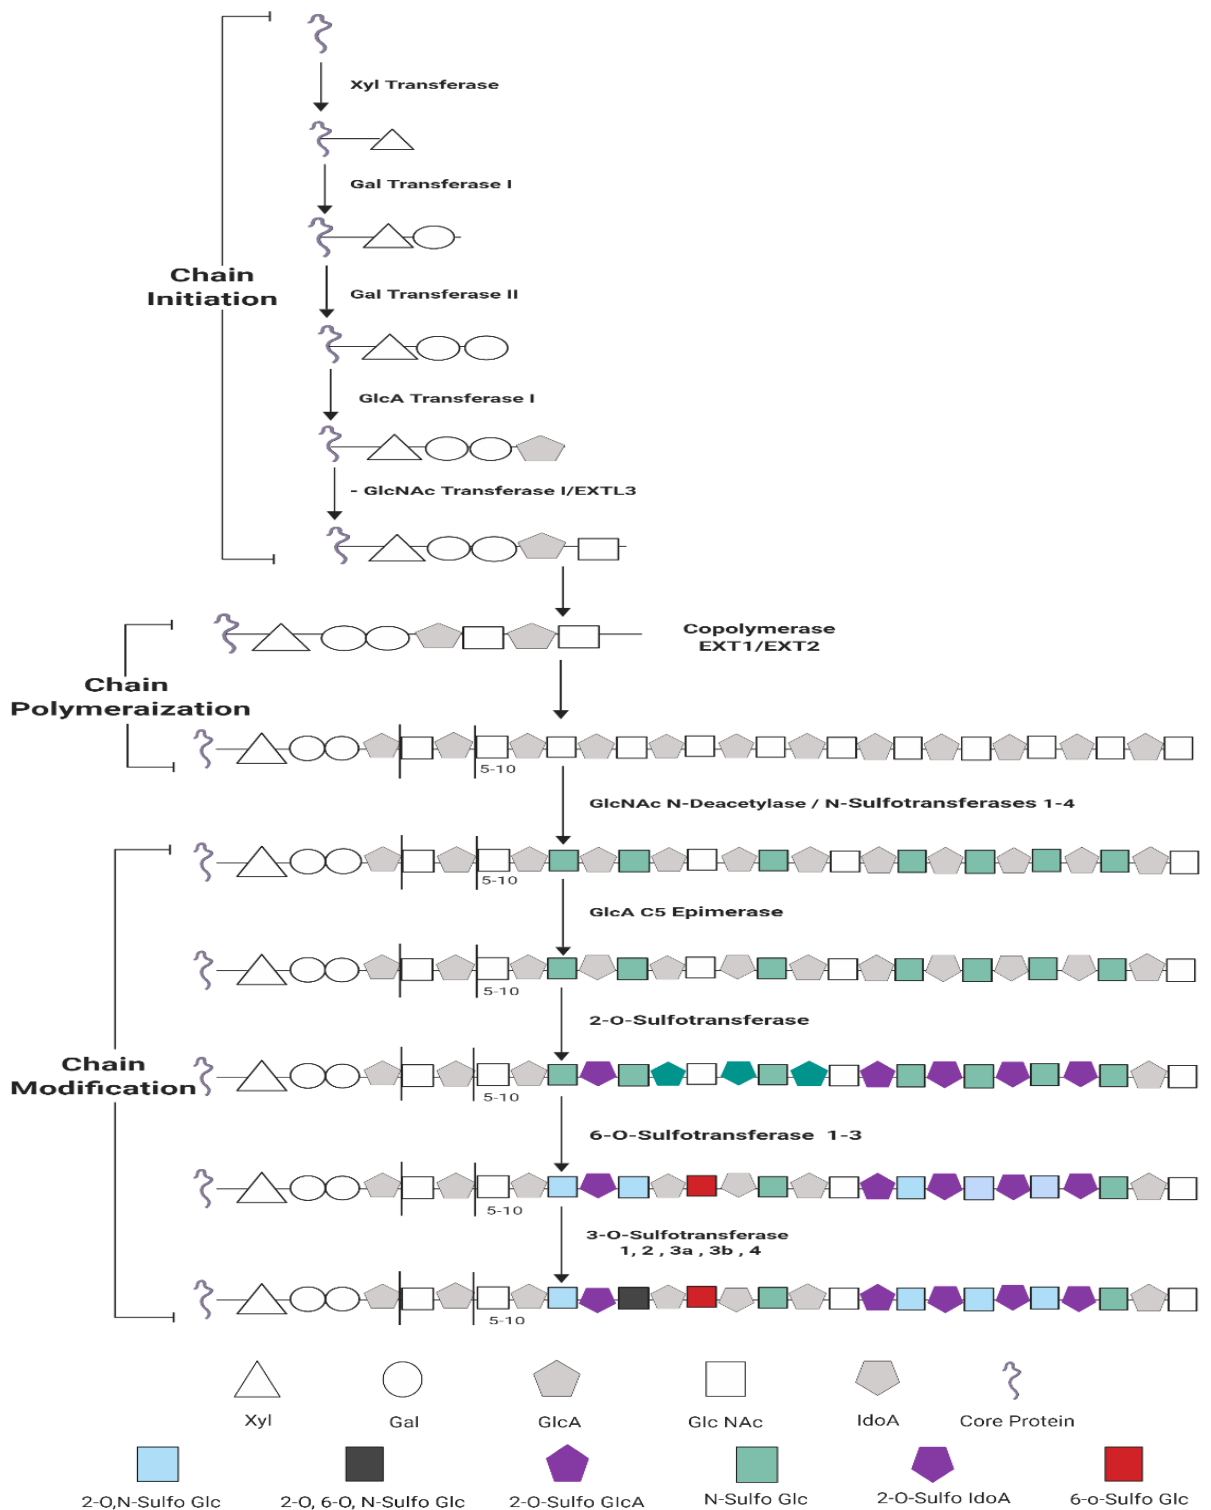 Xyl Transferase
Gal Transferase I
Chain
Initiation
Gal Transferase II
GlcA Transferase I
- GlcNAc Transferase I/EXTL3
Copolymerase
EXT1/EXT2
Chain
Polymeraization
5-10
GlcNAc N-Deacetylase / N-Sulfotransferases 1-4
5-10
GlcA C5 Epimerase
5-10
2-O-Sulfotransferase
Chain
Modification
5-10
6-O-Sulfotransferase 1-3
5-10
3-O-Sulfotransferase
1, 2 , 3a , 3b , 4
5-10
Xyl
Gal
GlcA
Glc NAc
IdoA
Core Protein
2-O,N-Sulfo Glc
2-O, 6-O, N-Sulfo Glc
2-O-Sulfo GlcA
N-Sulfo Glc
2-O-Sulfo IdoA
6-o-Sulfo Glc